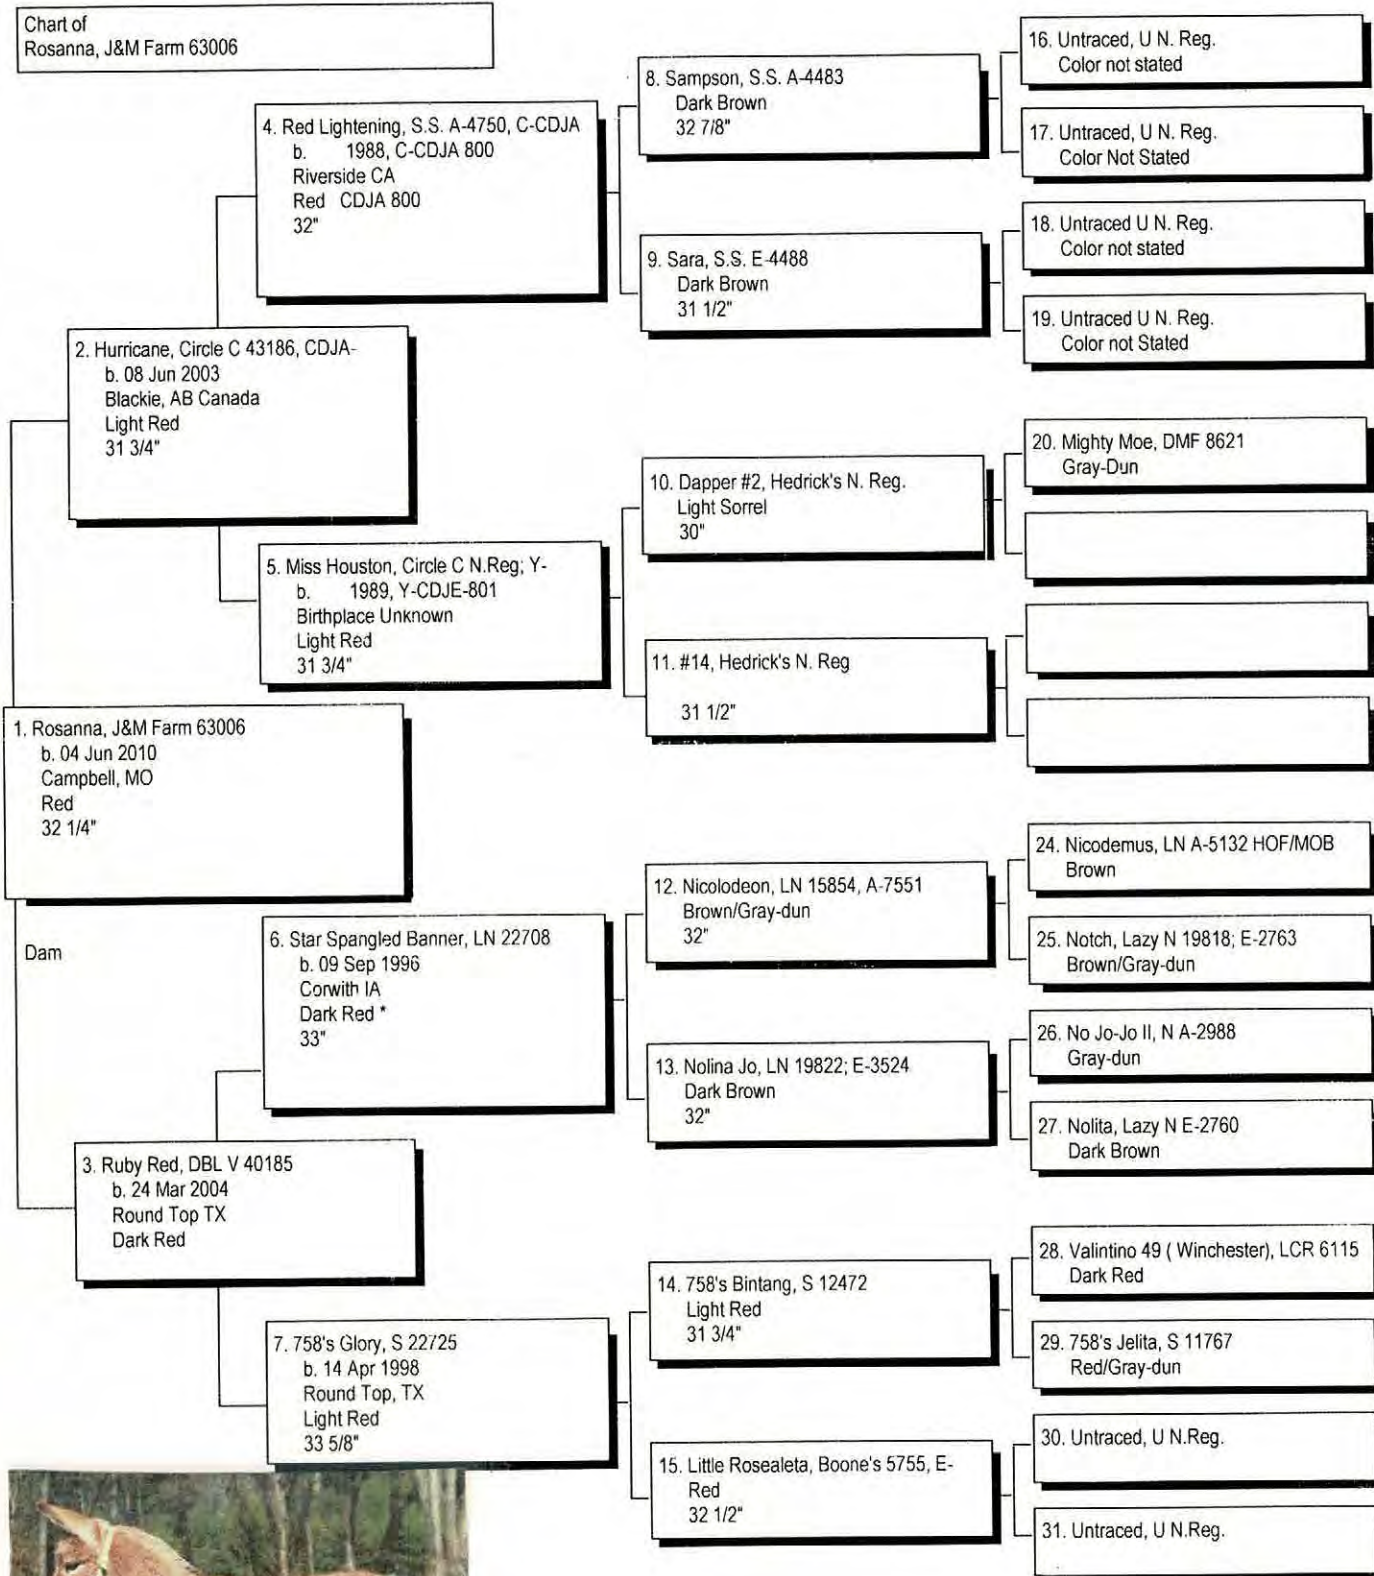 Chart of
Rosanna, J&M Farm 63006
4. Red Lightening, S.S. A-4750, C-CDJA
b. 1988, C-CDJA 800
Riverside CA
Red CDJA 800
32"
2. Hurricane, Circle C 43186, CDJA-
b. 08 Jun 2003
Blackie, AB Canada
Light Red
31 3/4"
5. Miss Houston, Circle C N.Reg; Y-
b. 1989, Y-CDJE-801
Birthplace Unknown
Light Red
31 3/4"
1. Rosanna, J&M Farm 63006
b. 04 Jun 2010
Campbell, MO
Red
32 1/4"
Dam
6. Star Spangled Banner, LN 22708
b. 09 Sep 1996
Corwith IA
Dark Red *
33"
3. Ruby Red, DBL V 40185
b. 24 Mar 2004
Round Top TX
Dark Red
7. 758's Glory, S 22725
b. 14 Apr 1998
Round Top, TX
Light Red
33 5/8"
8. Sampson, S.S. A-4483
Dark Brown
32 7/8"
9. Sara, S.S. E-4488
Dark Brown
31 1/2"
10. Dapper #2, Hedrick's N. Reg.
Light Sorrel
30"
11. #14, Hedrick's N. Reg
31 1/2"
12. Nicolodeon, LN 15854, A-7551
Brown/Gray-dun
32"
13. Nolina Jo, LN 19822; E-3524
Dark Brown
32"
14. 758's Bintang, S 12472
Light Red
31 3/4"
15. Little Rosealeta, Boone's 5755, E-
Red
32 1/2"
16. Untraced, U N. Reg.
Color not stated
17. Untraced, U N. Reg.
Color Not Stated
18. Untraced U N. Reg.
Color not stated
19. Untraced U N. Reg.
Color not Stated
20. Mighty Moe, DMF 8621
Gray-Dun
24. Nicodemus, LN A-5132 HOF/MOB
Brown
25. Notch, Lazy N 19818; E-2763
Brown/Gray-dun
26. No Jo-Jo II, N A-2988
Gray-dun
27. Nolita, Lazy N E-2760
Dark Brown
28. Valintino 49 ( Winchester), LCR 6115
Dark Red
29. 758's Jelita, S 11767
Red/Gray-dun
30. Untraced, U N.Reg.
31. Untraced, U N.Reg.